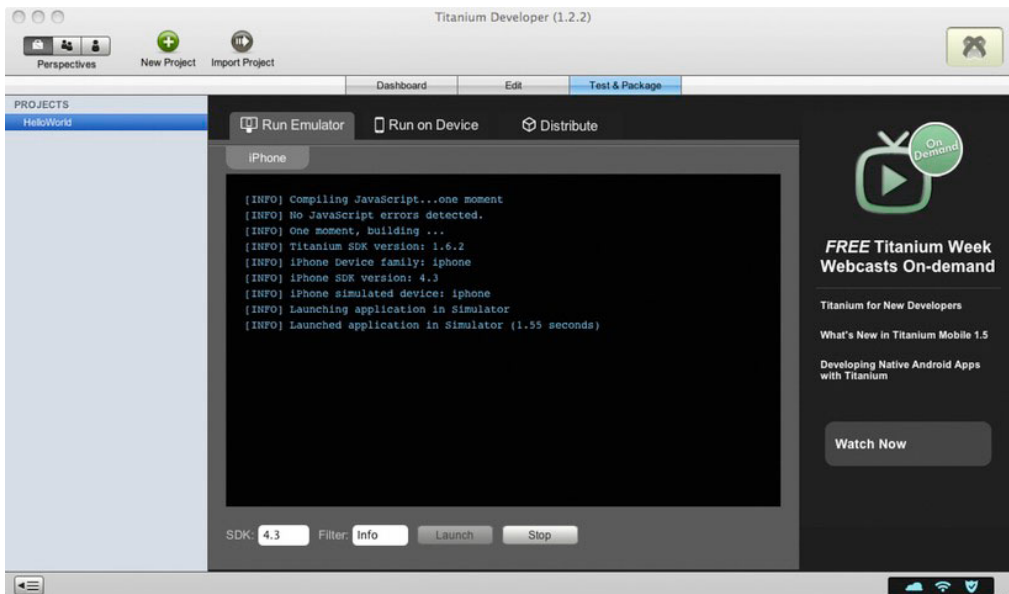 Titanium Developer (1.2.2)
Perspectives
New Project
Import Project
Dashboard
Edit
Test & Package
PROJECTS
HelloWorld
Run Emulator
Run on Device
Distribute
iPhone
[INFO] Compiling JavaScript...one moment
[INFO] No JavaScript errors detected.
[INFO] One moment, building ...
[INFO] Titanium SDK version: 1.6.2
[INFO] iPhone Device family: iphone
[INFO] iPhone SDK version: 4.3
[INFO] iPhone simulated device: iphone
[INFO] Launching application in Simulator
[INFO] Launched application in Simulator (1.55 seconds)
SDK: 4.3 Filter: Info Launch Stop
On
Demand
FREE Titanium Week
Webcasts On-demand
Titanium for New Developers
What's New in Titanium Mobile 1.5
Developing Native Android Apps
with Titanium
Watch Now